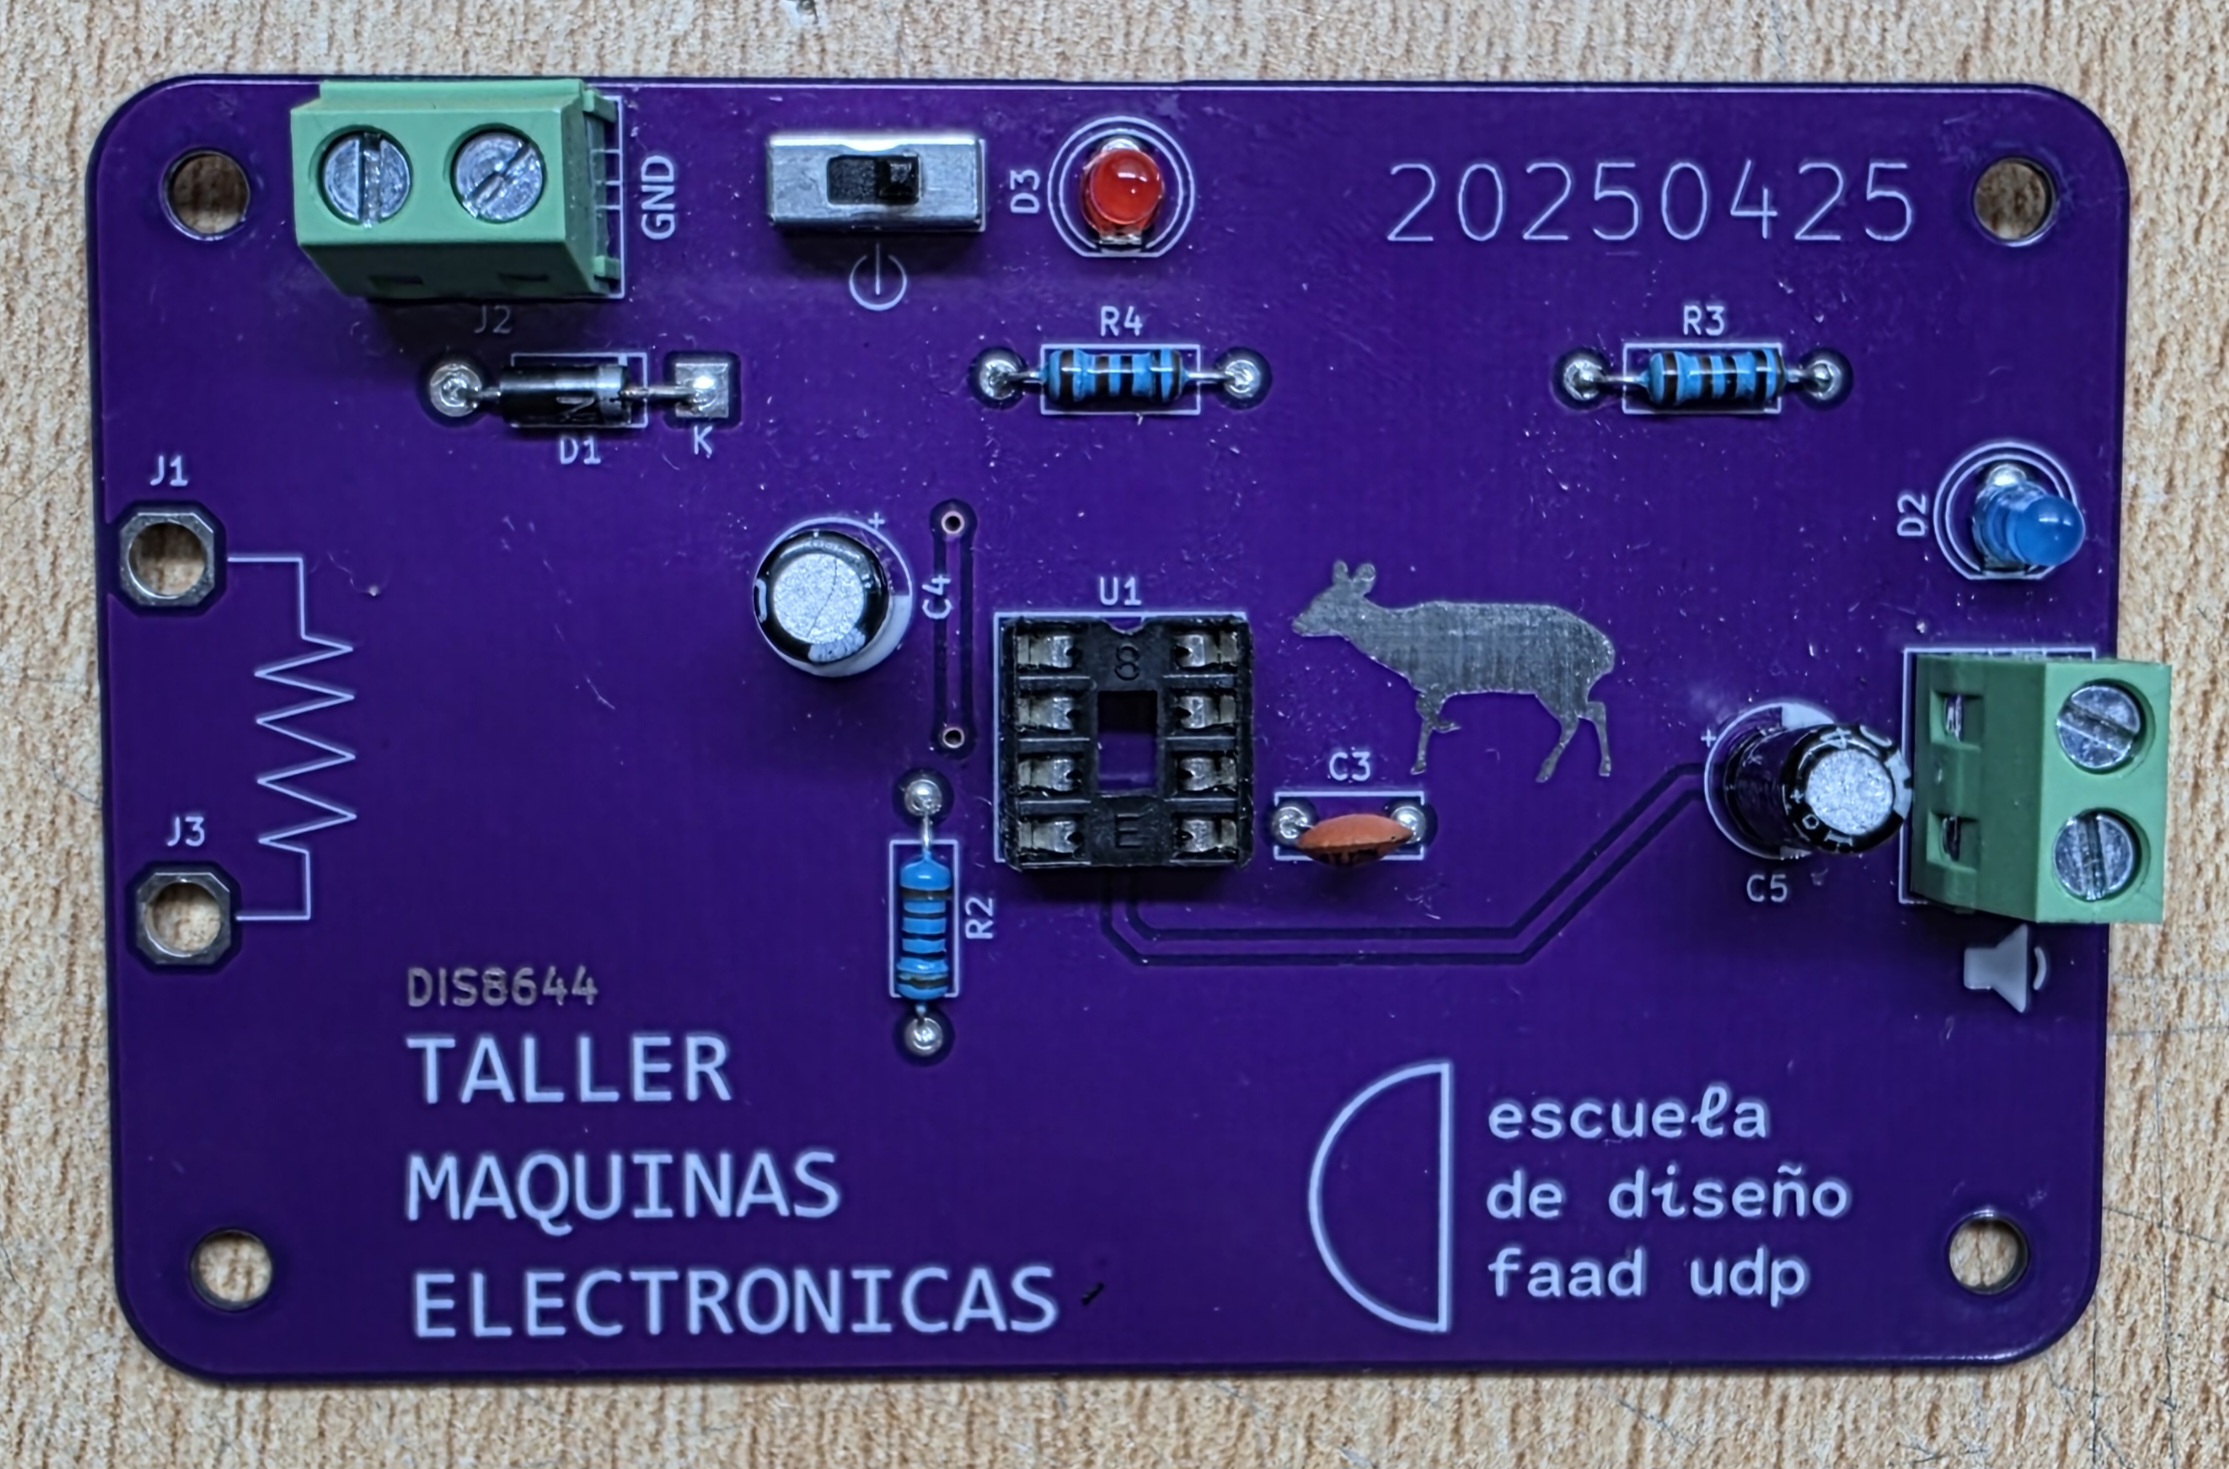 GND
D3
20250425
J2
R4
R3
D1
K
J1
D2
+
C4
U1
8
+
C3
J3
E
R2
C5
DIS8644
TALLER
MAQUINAS
ELECTRONICAS
escuela
de diseño
faad udp